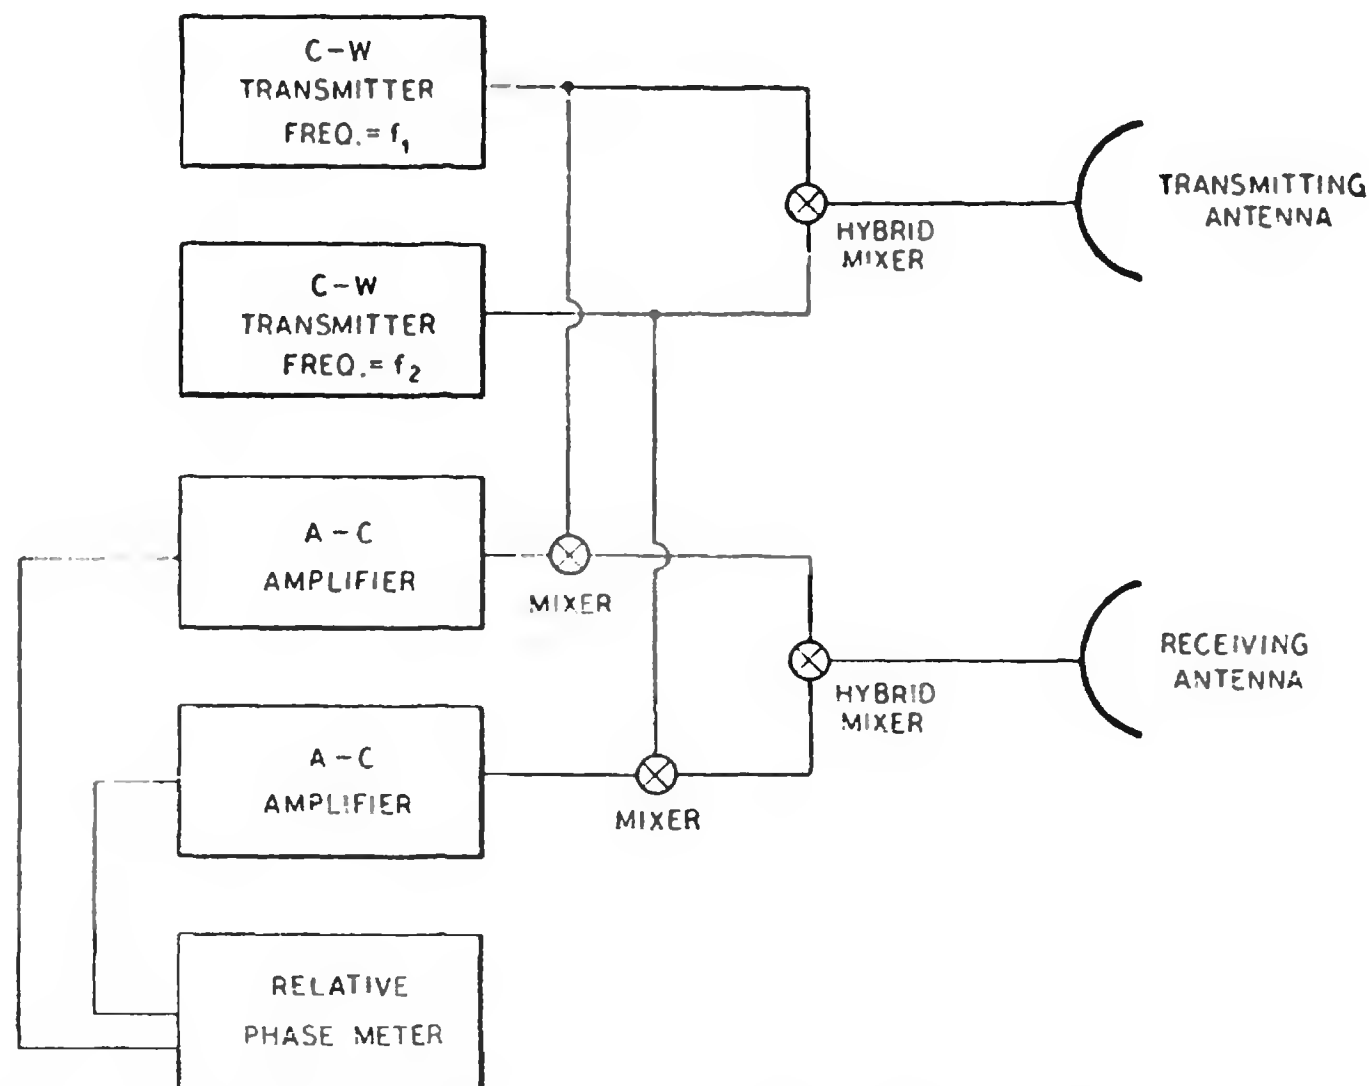 C-W
TRANSMITTER
FREQ. = f₁
TRANSMITTING
ANTENNA
HYBRID
MIXER
C-W
TRANSMITTER
FREQ. = f₂
A-C
AMPLIFIER
MIXER
RECEIVING
ANTENNA
HYBRID
MIXER
A-C
AMPLIFIER
MIXER
RELATIVE
PHASE METER